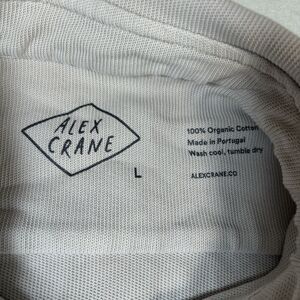 ALEX
CRANE
L
100% Organic Cotton
Made in Portugal
Wash cool, tumble dry
ALEXCRANE.CO